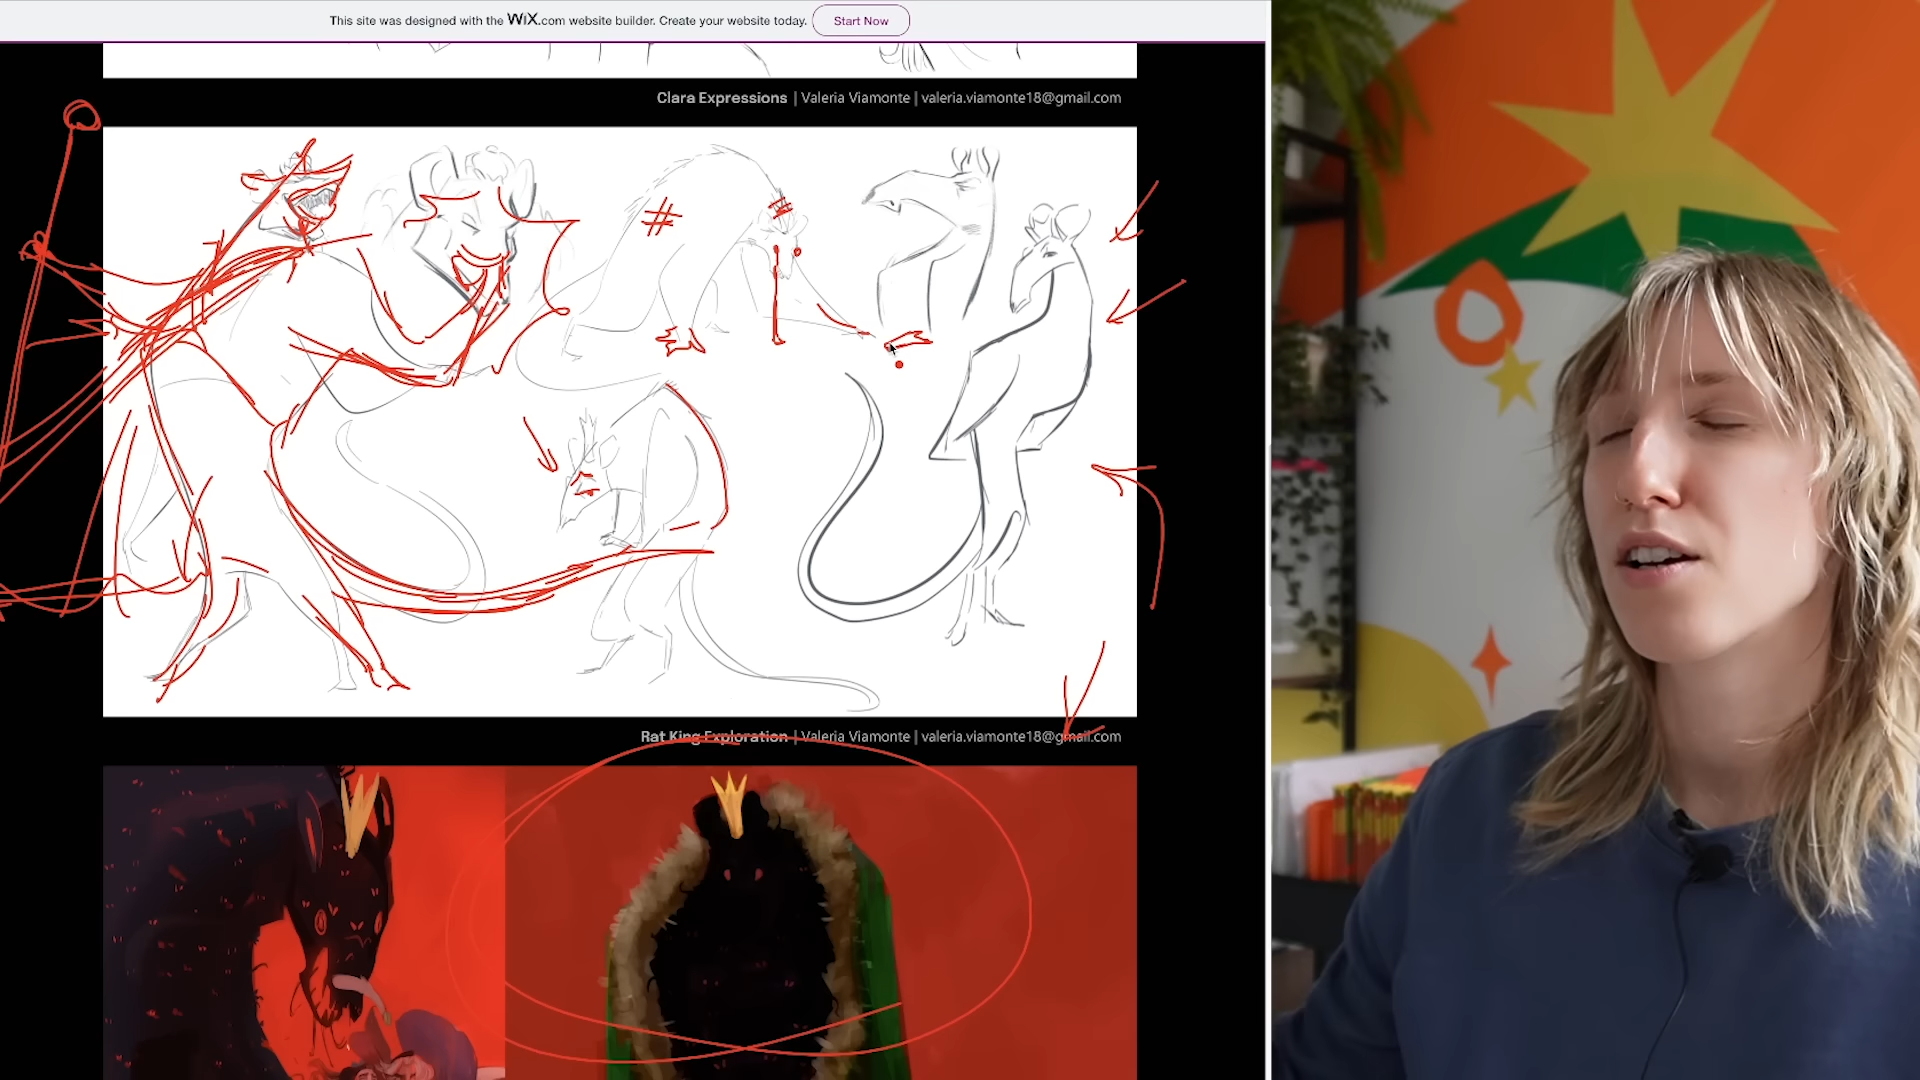 This site was designed with the WiX.com website builder. Create your website today. Start Now
Clara Expressions | Valeria Viamonte | valeria.viamonte18@gmail.com
Rat King Exploration | Valeria Viamonte | valeria.viamonte18@gmail.com